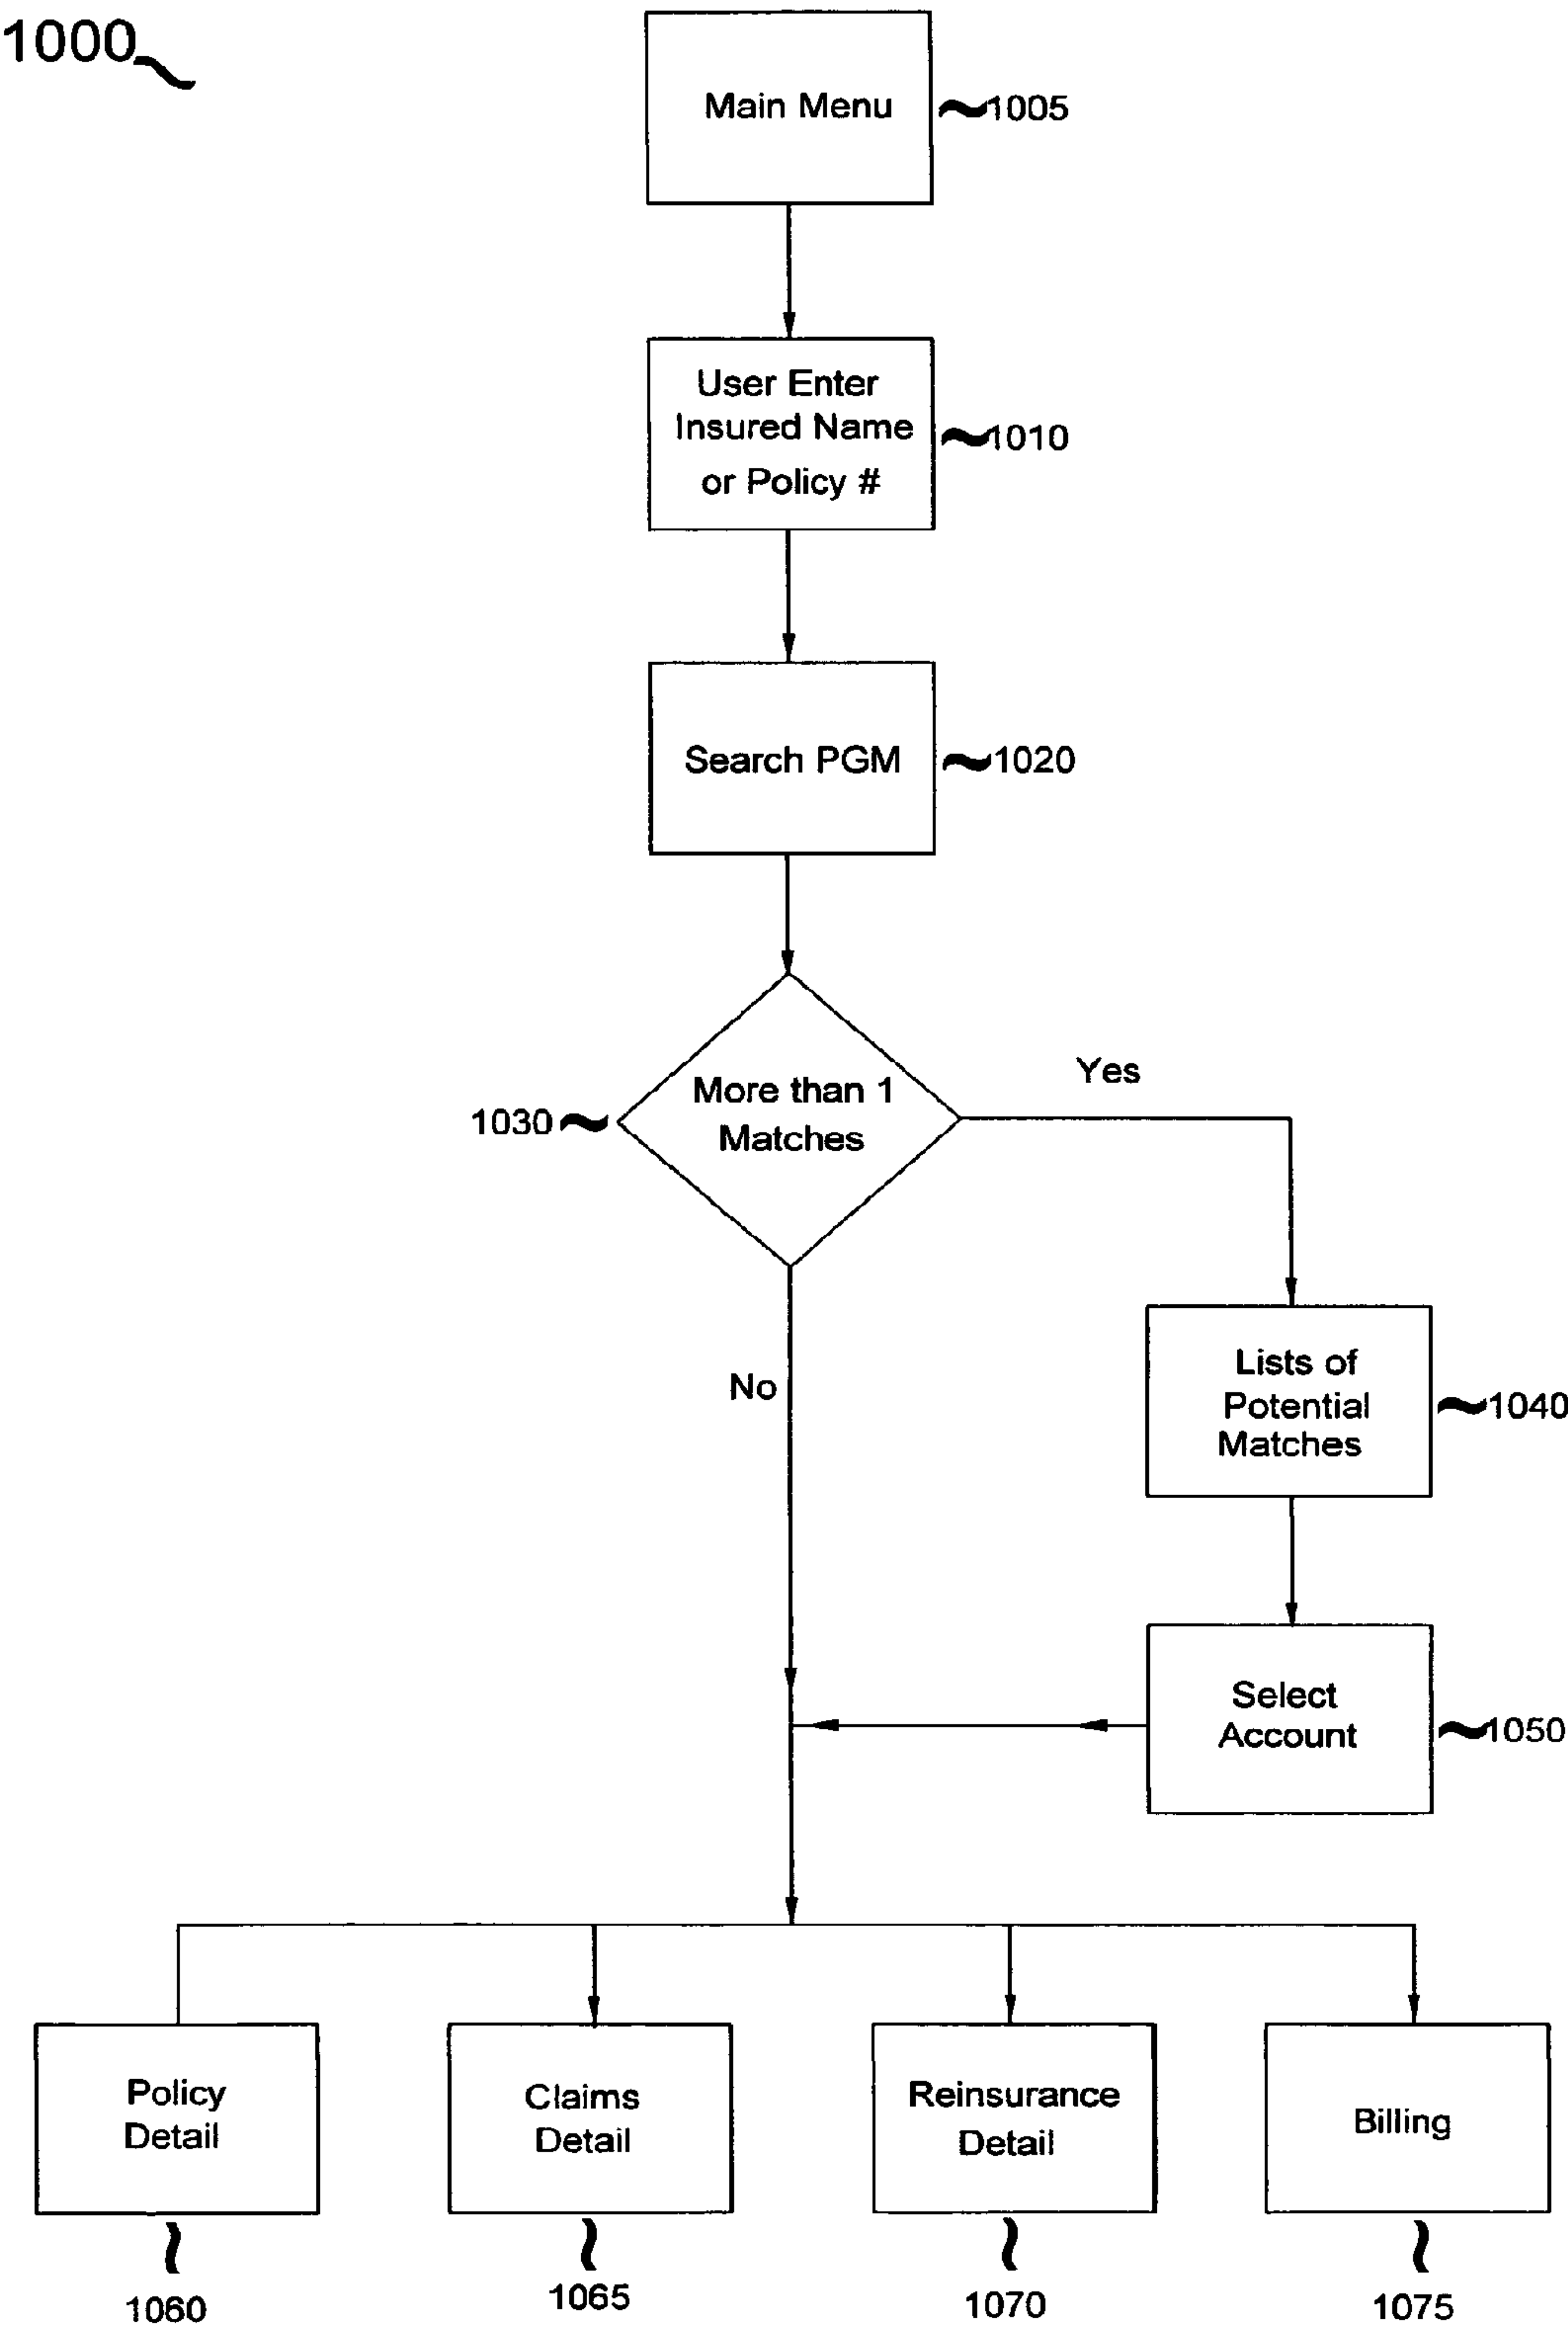 1000
Main Menu
1005
User Enter
Insured Name
or Policy #
1010
Search PGM
1020
More than 1
Matches
1030
Yes
No
Lists of
Potential
Matches
1040
Select
Account
1050
Policy
Detail
1060
Claims
Detail
1065
Reinsurance
Detail
1070
Billing
1075